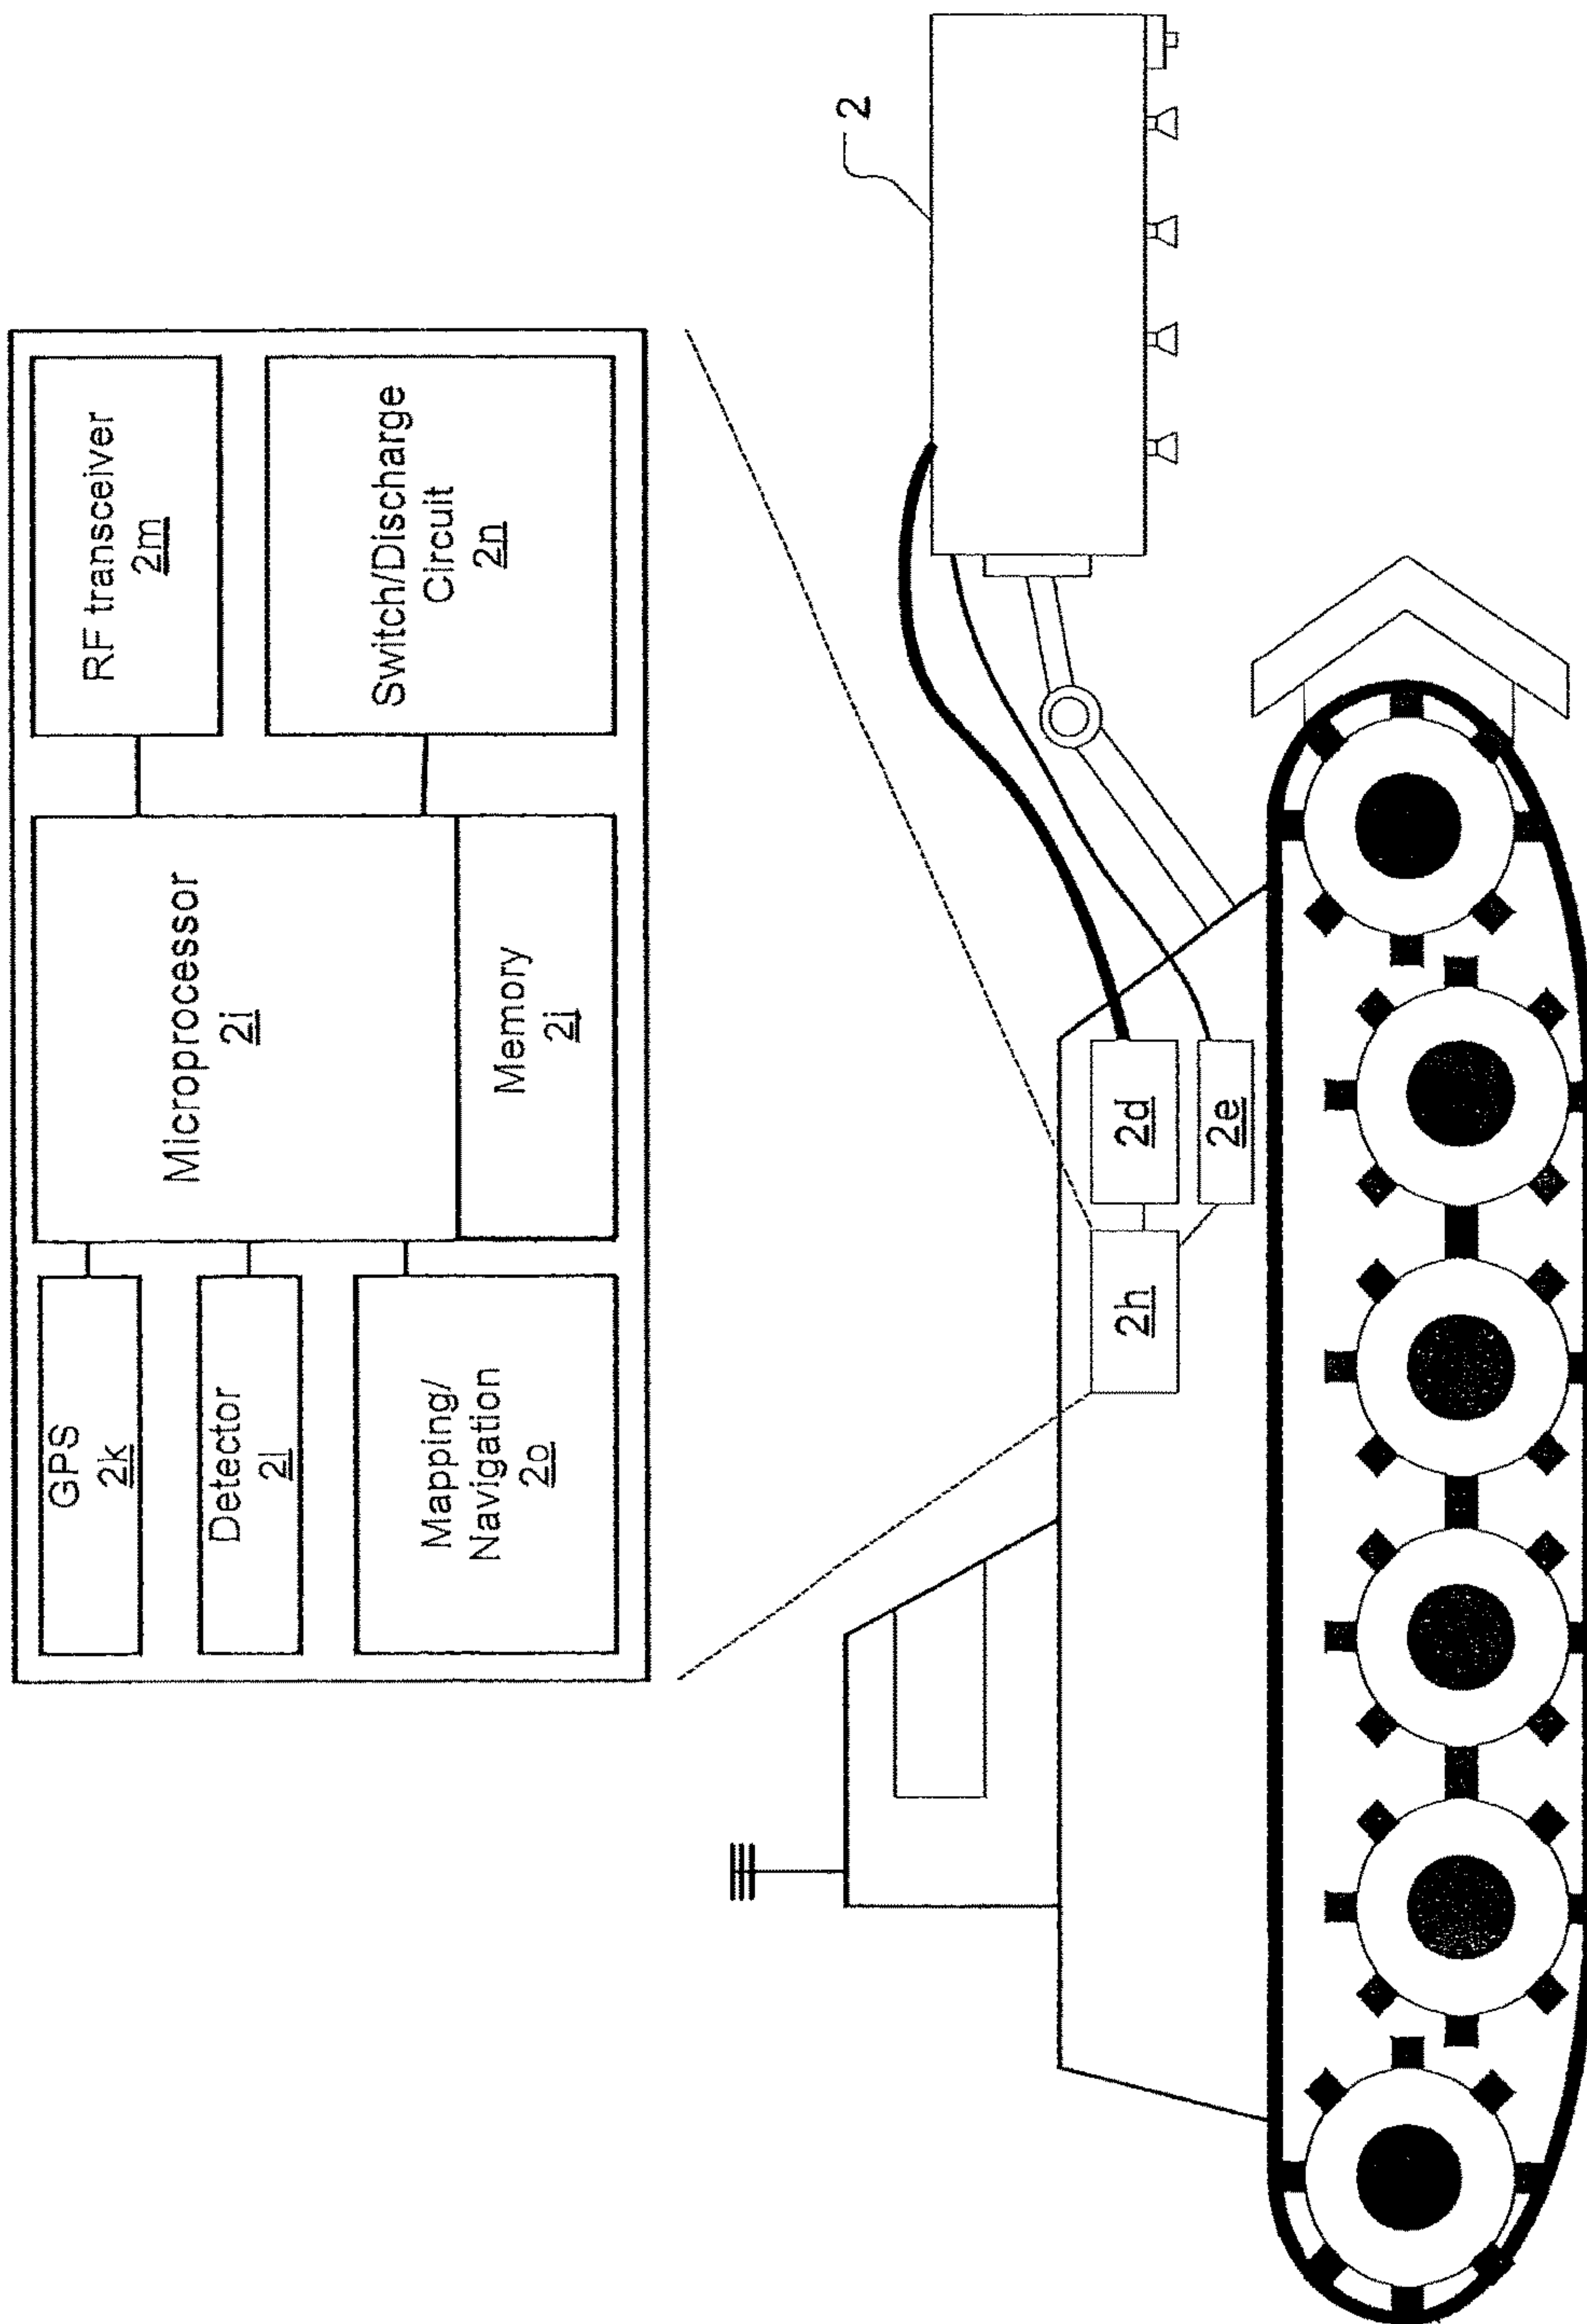 GPS
2k
Detector
2l
Mapping/
Navigation
2o
Microprocessor
2i
Memory
2j
RF transceiver
2m
Switch/Discharge
Circuit
2n
2
2h
2d
2e